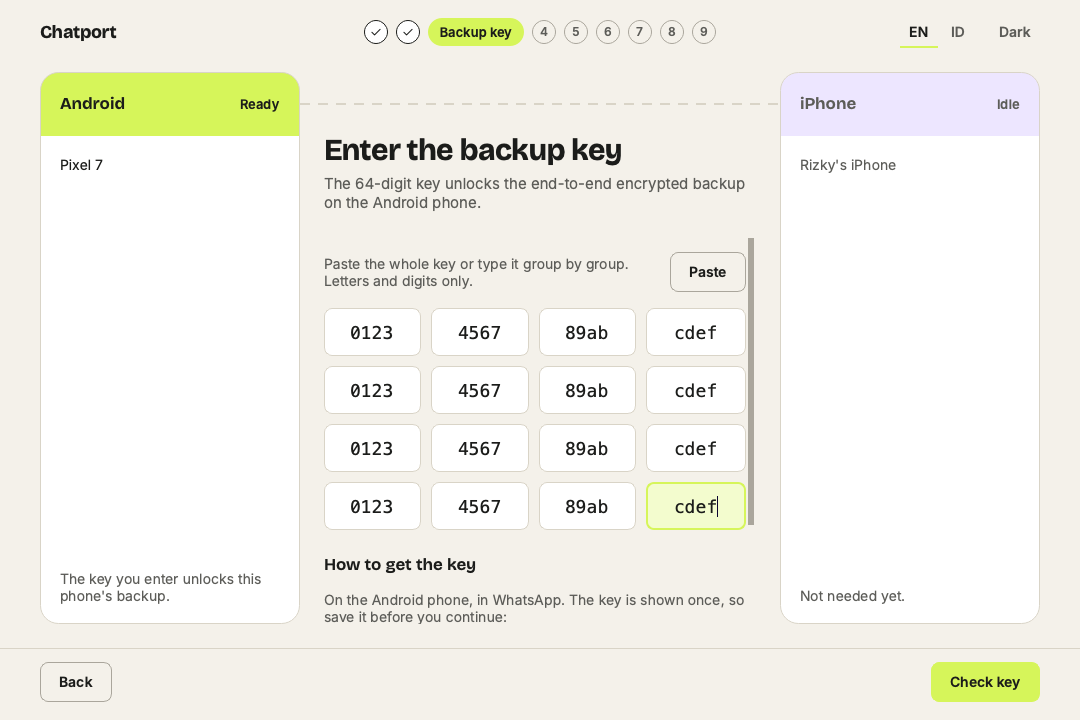 Chatport
Backup key
4
5
6
7
8
9
EN
ID
Dark
Android
Ready
Pixel 7
The key you enter unlocks this
phone's backup.
Enter the backup key
The 64-digit key unlocks the end-to-end encrypted backup
on the Android phone.
Paste the whole key or type it group by group.
Letters and digits only.
Paste
0123 4567 89ab cdef
0123 4567 89ab cdef
0123 4567 89ab cdef
0123 4567 89ab cdef
How to get the key
On the Android phone, in WhatsApp. The key is shown once, so
save it before you continue:
iPhone
Idle
Rizky's iPhone
Not needed yet.
Back
Check key